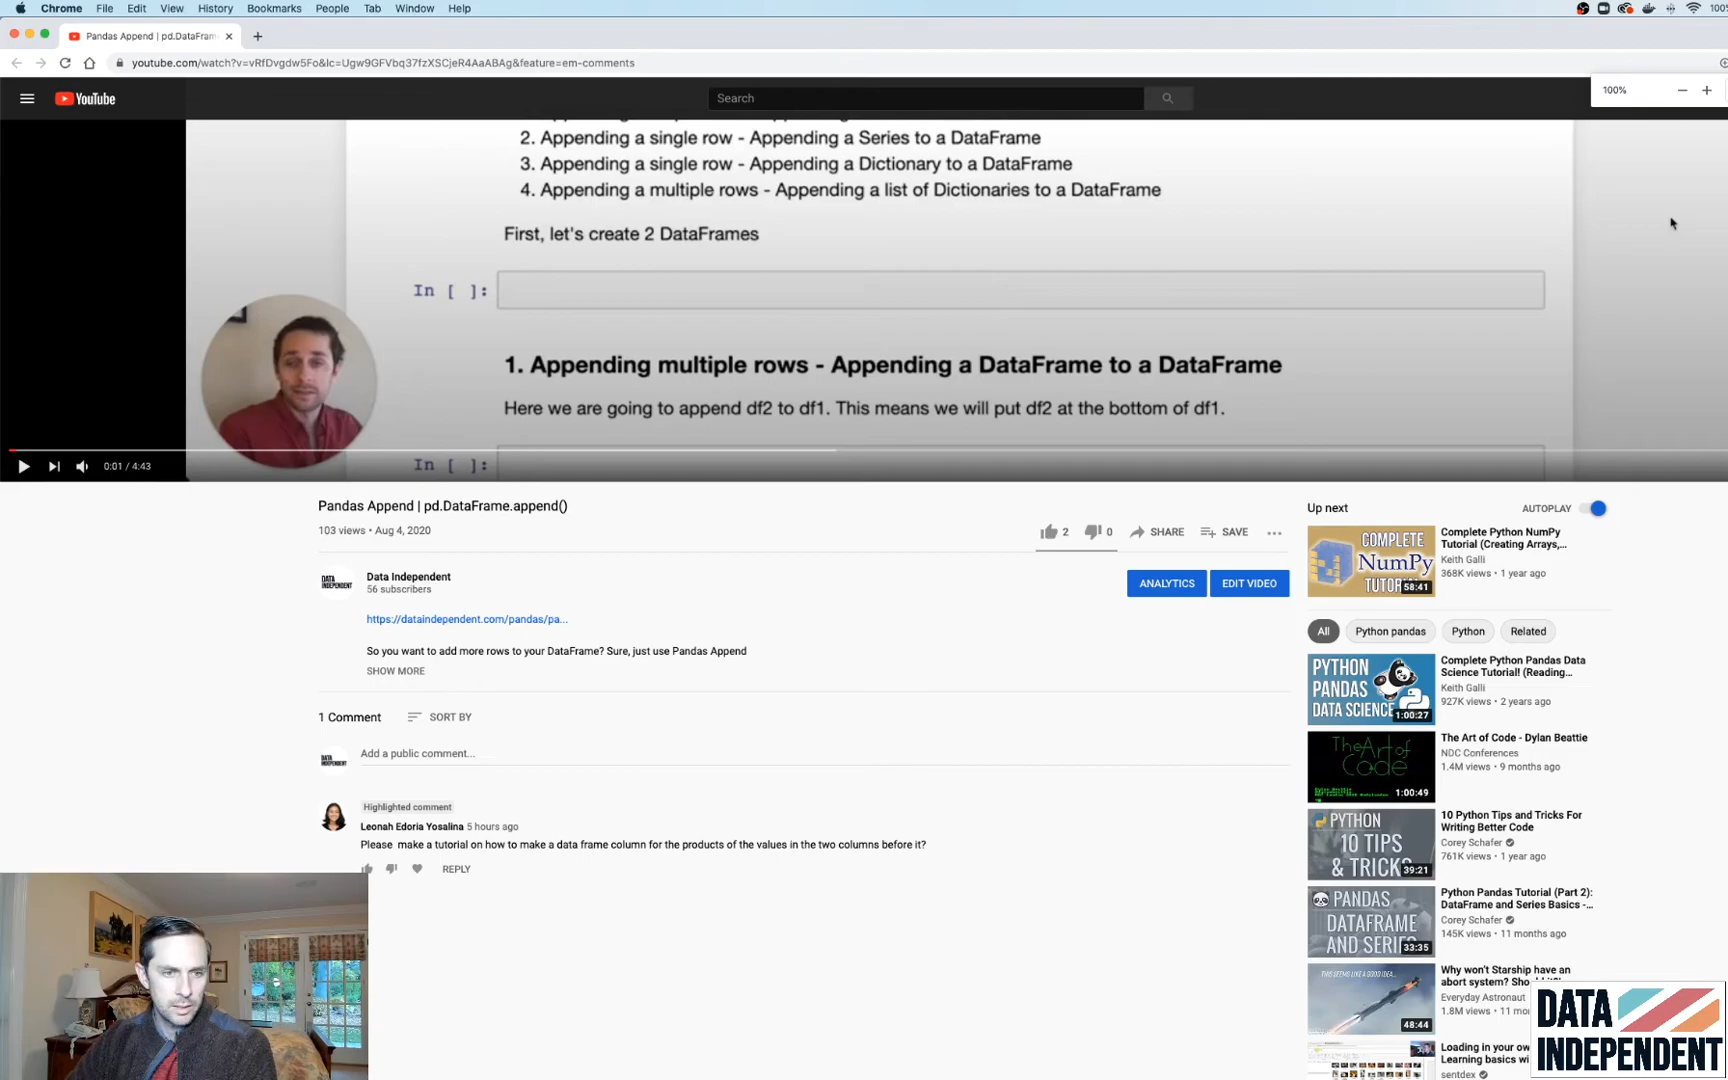 Chrome File Edit View History Bookmarks People Tab Window Help
Pandas Append | pd.DataFram
youtube.com/watch?v=vRfDvgdw5Fo&lc=Ugw9GFVbq37fzXSCjeR4AaABAg&feature=em-comments
100%
YouTube
Search
2. Appending a single row - Appending a Series to a DataFrame
3. Appending a single row - Appending a Dictionary to a DataFrame
4. Appending a multiple rows - Appending a list of Dictionaries to a DataFrame
First, let's create 2 DataFrames
In [ ]:
1. Appending multiple rows - Appending a DataFrame to a DataFrame
Here we are going to append df2 to df1. This means we will put df2 at the bottom of df1.
In [ ]:
0:01 / 4:43
Pandas Append | pd.DataFrame.append()
103 views • Aug 4, 2020
2 0 SHARE SAVE
Data Independent
56 subscribers
ANALYTICS EDIT VIDEO
https://dataindependent.com/pandas/pa...
So you want to add more rows to your DataFrame? Sure, just use Pandas Append
SHOW MORE
1 Comment SORT BY
Add a public comment...
Highlighted comment
Leonah Edoria Yosalina 5 hours ago
Please make a tutorial on how to make a data frame column for the products of the values in the two columns before it?
REPLY
Up next AUTOPLAY
COMPLETE
NumPy
TUTORIAL
58:41
Complete Python NumPy
Tutorial (Creating Arrays,...
Keith Galli
368K views • 1 year ago
All Python pandas Python Related
PYTHON
PANDAS
DATA SCIENCE
1:00:27
Complete Python Pandas Data
Science Tutorial! (Reading...
Keith Galli
927K views • 2 years ago
The Art of
Code
1:00:49
The Art of Code - Dylan Beattie
NDC Conferences
1.4M views • 9 months ago
PYTHON
10 TIPS
& TRICKS
39:21
10 Python Tips and Tricks For
Writing Better Code
Corey Schafer
761K views • 1 year ago
PANDAS
DATAFRAME
AND SERIES
33:35
Python Pandas Tutorial (Part 2):
DataFrame and Series Basics -...
Corey Schafer
145K views • 11 months ago
THIS SEEMS LIKE A GOOD IDEA...
48:44
Why won't Starship have an
abort system?
Everyday Astronaut
1.8M views • 11
Loading in your
Learning basics
sentdex
DATA
INDEPENDENT